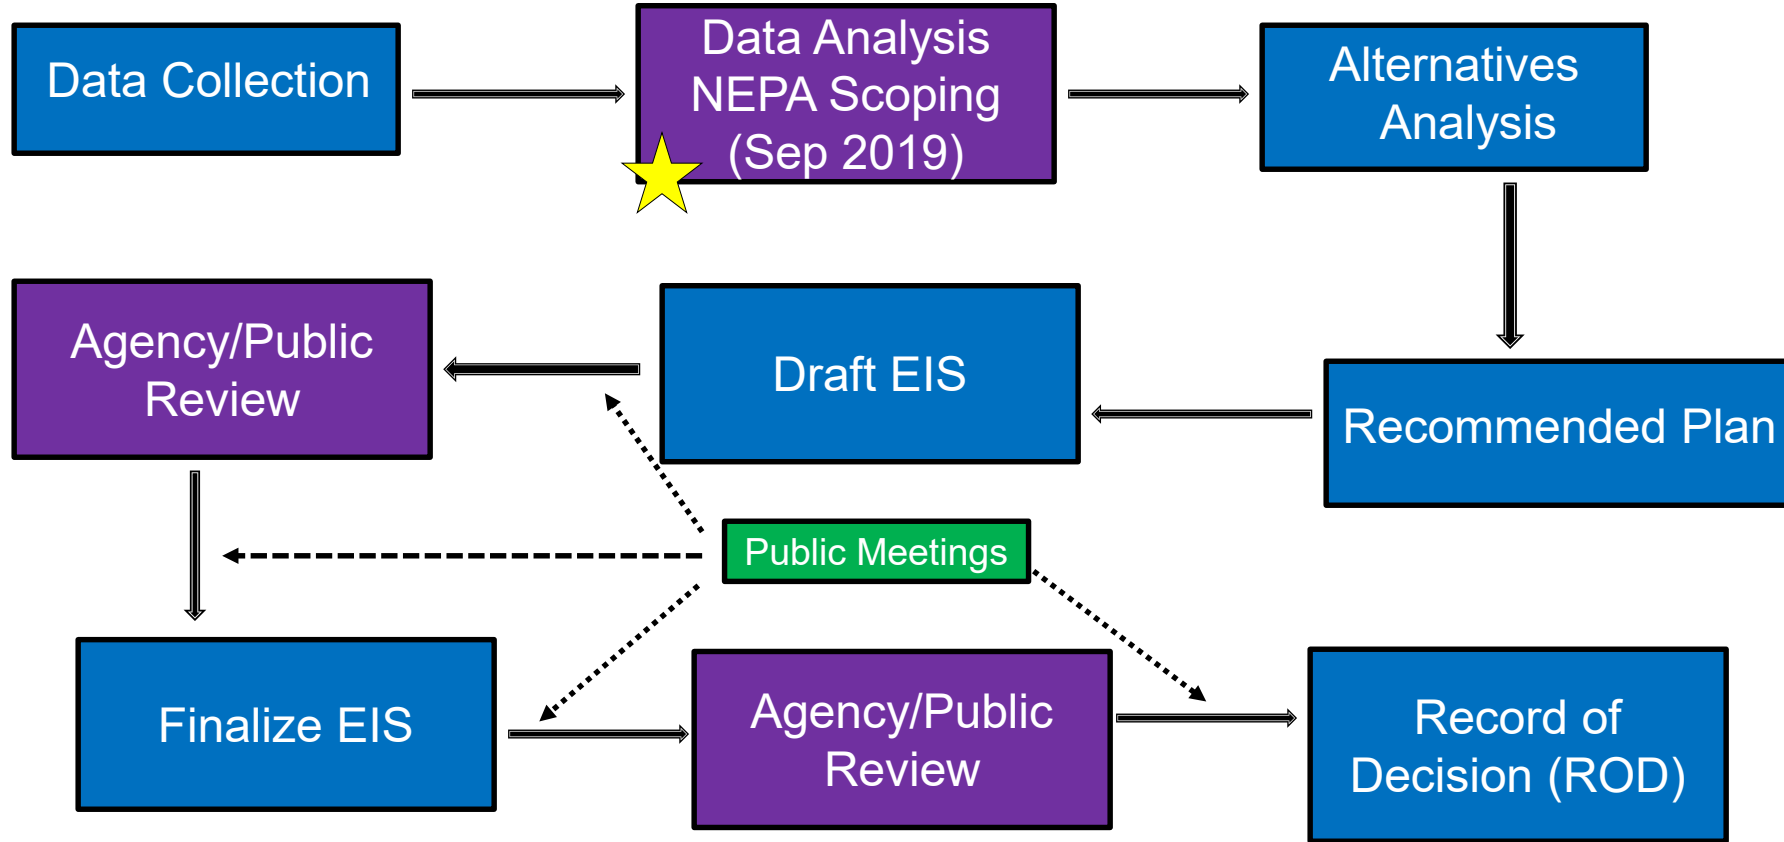 Data Collection
Data Analysis
NEPA Scoping
(Sep 2019)
Alternatives
Analysis
Agency/Public
Review
Draft EIS
Recommended Plan
Public Meetings
Finalize EIS
Agency/Public
Review
Record of
Decision (ROD)